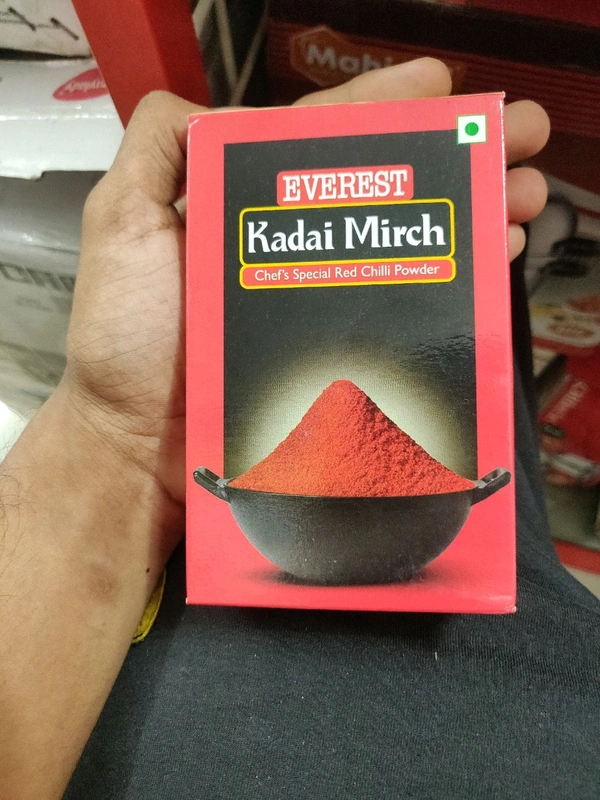 EVEREST
Kadai Mirch
Chef's Special Red Chilli Powder